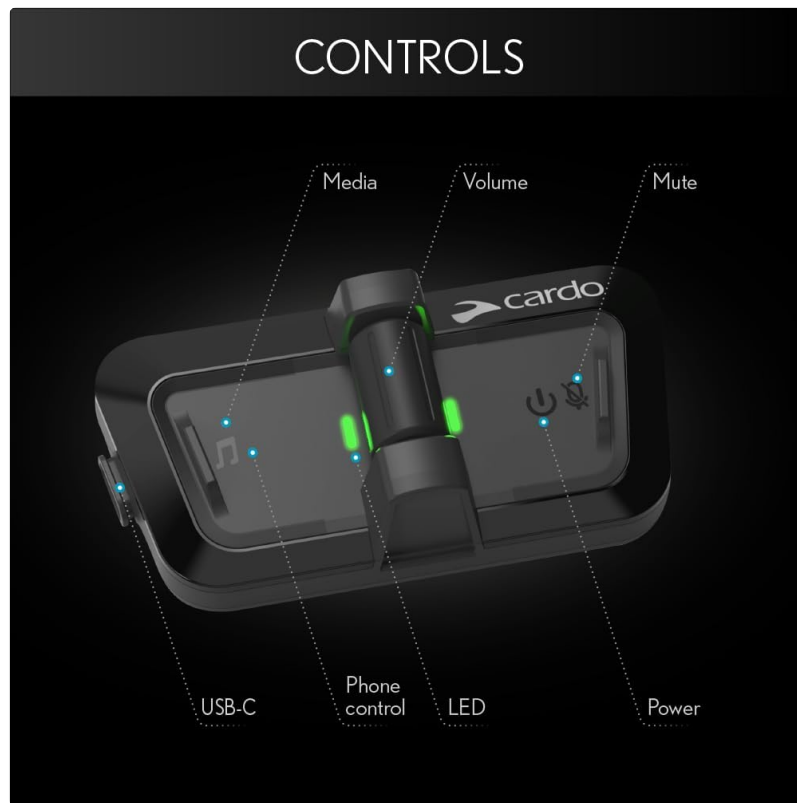 CONTROLS
Media
Volume
Mute
cardo
USB-C
Phone
control
LED
Power